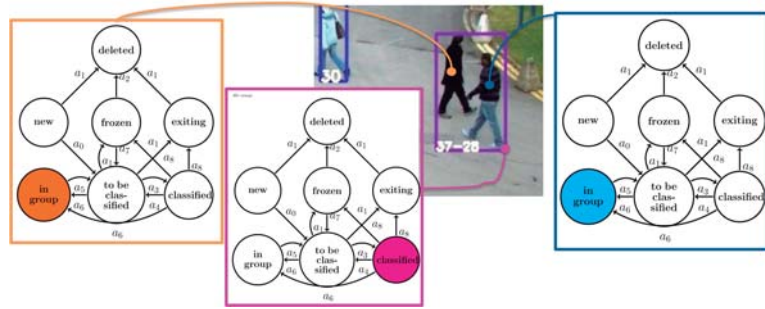 deleted
a₁ a₂ a₁
new frozen exiting
a₀ a₁ a₇ a₁ a₈ a₈
in group
a₅ a₆
to be clas- sified
a₃ a₄
classified
a₆
30
37-28
deleted
a₁ a₂ a₁
new frozen exiting
a₀ a₁ a₇ a₁ a₈ a₈
in group
a₅ a₆
to be clas- sified
a₃ a₄
classified
a₆
deleted
a₁ a₂ a₁
new frozen exiting
a₀ a₁ a₇ a₁ a₈ a₈
in group
a₅ a₆
to be clas- sified
a₃ a₄
classified
a₆